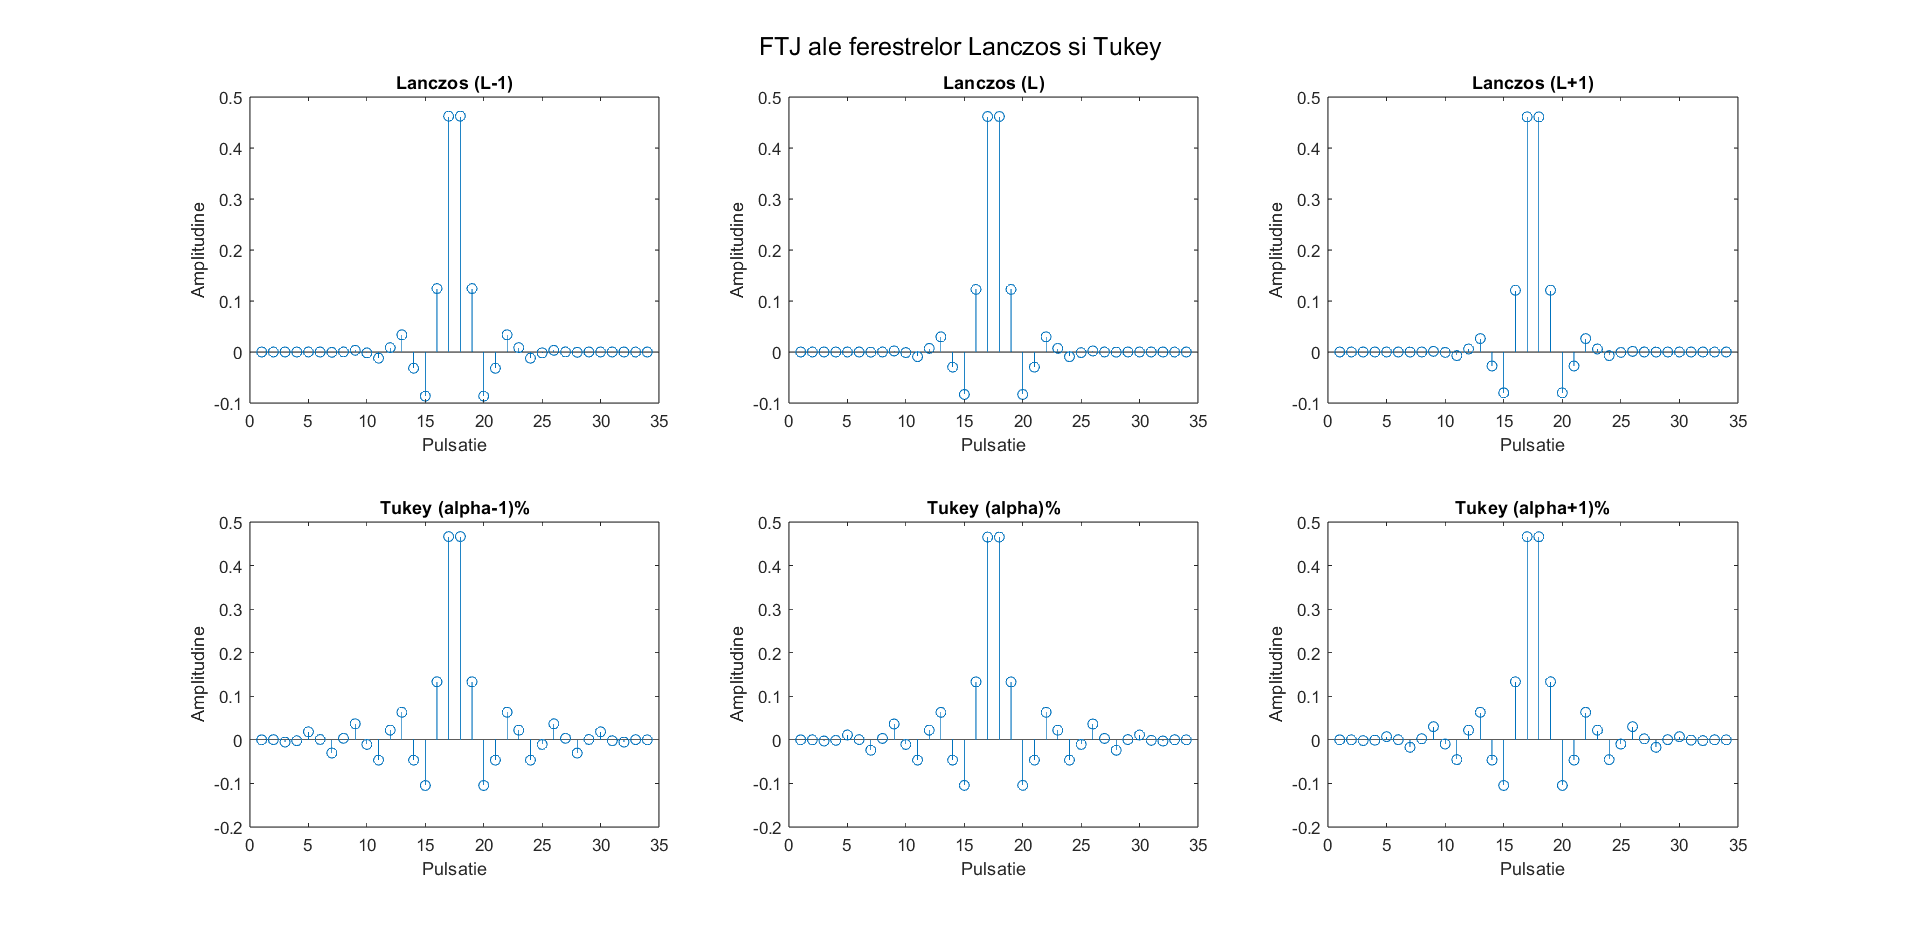 FTJ ale ferestrelor Lanczos si Tukey
Lanczos (L-1)
0.5
0.4
0.3
0.2
0.1
0
-0.1
Amplitudine
0 5 10 15 20 25 30 35
Pulsatie
Lanczos (L)
0.5
0.4
0.3
0.2
0.1
0
-0.1
Amplitudine
0 5 10 15 20 25 30 35
Pulsatie
Lanczos (L+1)
0.5
0.4
0.3
0.2
0.1
0
-0.1
Amplitudine
0 5 10 15 20 25 30 35
Pulsatie
Tukey (alpha-1)%
0.5
0.4
0.3
0.2
0.1
0
-0.1
-0.2
Amplitudine
0 5 10 15 20 25 30 35
Pulsatie
Tukey (alpha)%
0.5
0.4
0.3
0.2
0.1
0
-0.1
-0.2
Amplitudine
0 5 10 15 20 25 30 35
Pulsatie
Tukey (alpha+1)%
0.5
0.4
0.3
0.2
0.1
0
-0.1
-0.2
Amplitudine
0 5 10 15 20 25 30 35
Pulsatie